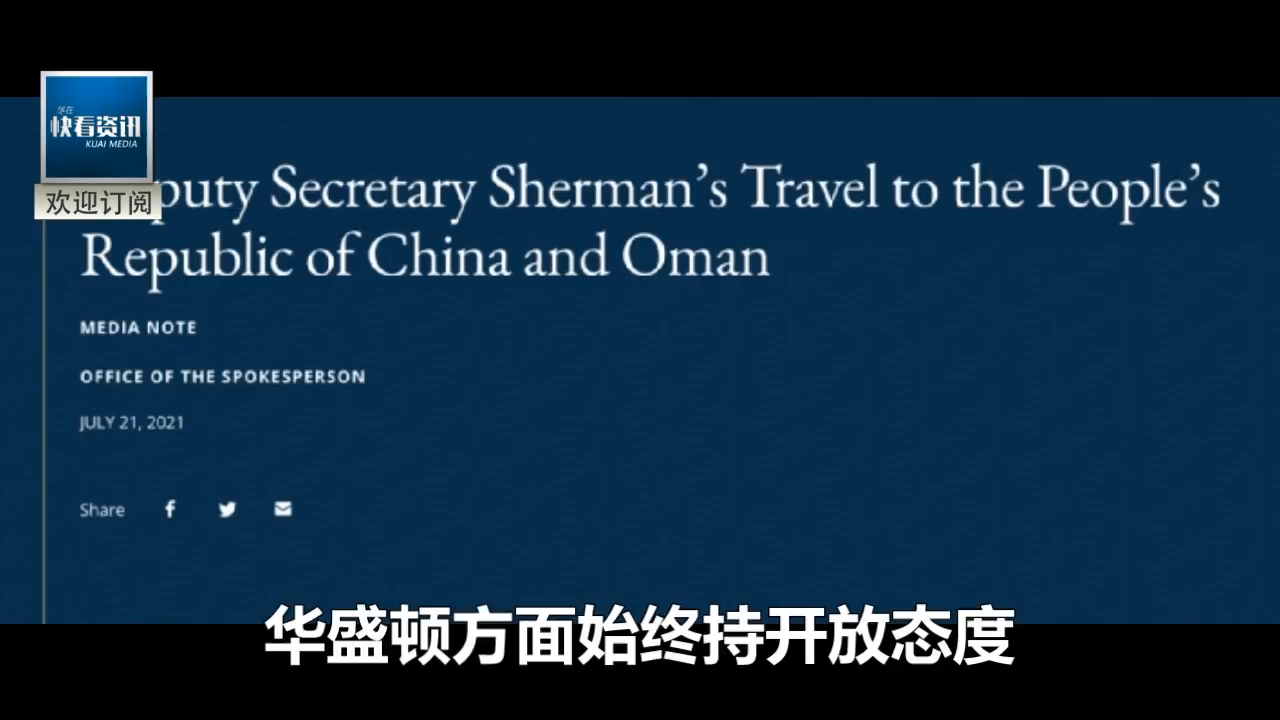 尽在
快看资讯
KUAI MEDIA
欢迎订阅
puty Secretary Sherman’s Travel to the People’s
Republic of China and Oman
MEDIA NOTE
OFFICE OF THE SPOKESPERSON
JULY 21, 2021
Share
华盛顿方面始终持开放态度